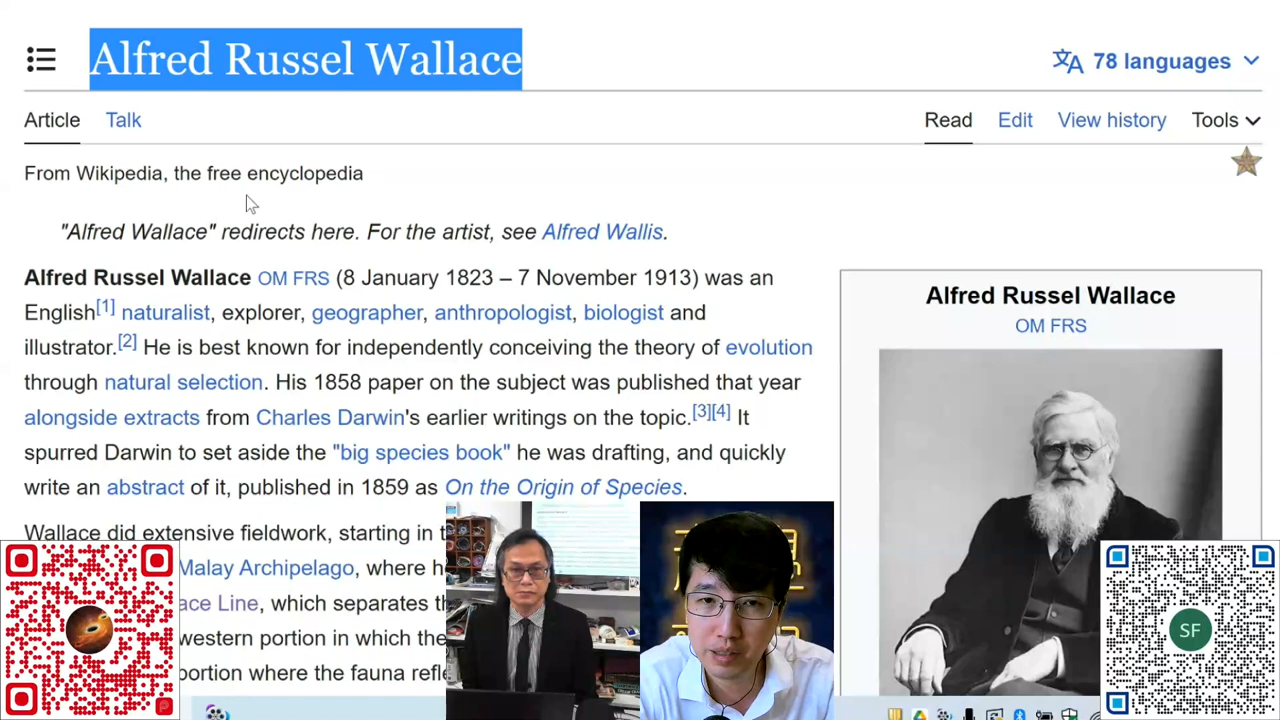 Alfred Russel Wallace
78 languages
Article Talk
Read Edit View history Tools
From Wikipedia, the free encyclopedia
"Alfred Wallace" redirects here. For the artist, see Alfred Wallis.
Alfred Russel Wallace OM FRS (8 January 1823 – 7 November 1913) was an
English[1] naturalist, explorer, geographer, anthropologist, biologist and
illustrator.[2] He is best known for independently conceiving the theory of evolution
through natural selection. His 1858 paper on the subject was published that year
alongside extracts from Charles Darwin's earlier writings on the topic.[3][4] It
spurred Darwin to set aside the "big species book" he was drafting, and quickly
write an abstract of it, published in 1859 as On the Origin of Species.
Wallace did extensive fieldwork, starting in
Malay Archipelago, where
Line, which separates
western portion in which
where the fauna
Alfred Russel Wallace
OM FRS
SF